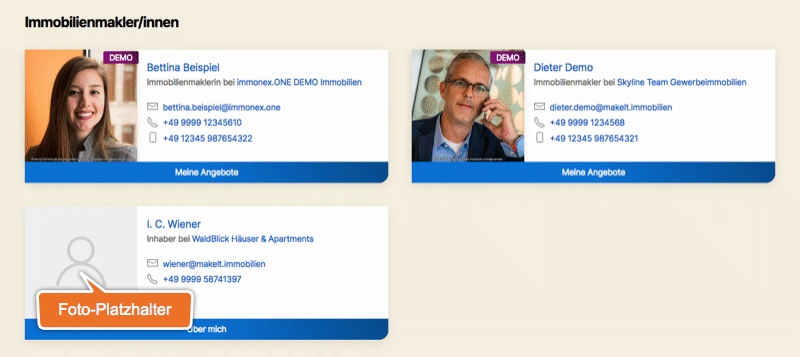 Immobilienmakler/innen
DEMO
Bettina Beispiel
Immobilienmaklerin bei immonex.ONE DEMO Immobilien
bettina.beispiel@immonex.one
+49 9999 12345610
+49 12345 987654322
Meine Angebote
DEMO
Dieter Demo
Immobilienmakler bei Skyline Team Gewerbeimmobilien
dieter.demo@makelt.immobilien
+49 9999 1234568
+49 12345 987654321
Meine Angebote
I. C. Wiener
Inhaber bei WaldBlick Häuser & Apartments
wiener@makelt.immobilien
+49 9999 58741397
Foto-Platzhalter
Über mich